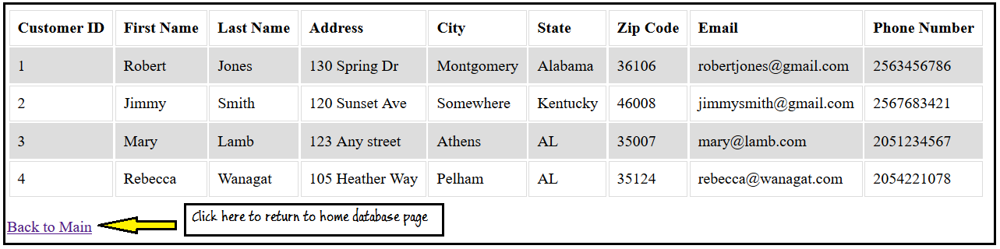 Customer ID First Name Last Name Address City State Zip Code Email Phone Number
1 Robert Jones 130 Spring Dr Montgomery Alabama 36106 robertjones@gmail.com 2563456786
2 Jimmy Smith 120 Sunset Ave Somewhere Kentucky 46008 jimmysmith@gmail.com 2567683421
3 Mary Lamb 123 Any street Athens AL 35007 mary@lamb.com 2051234567
4 Rebecca Wanagat 105 Heather Way Pelham AL 35124 rebecca@wanagat.com 2054221078
Click here to return to home database page
Back to Main